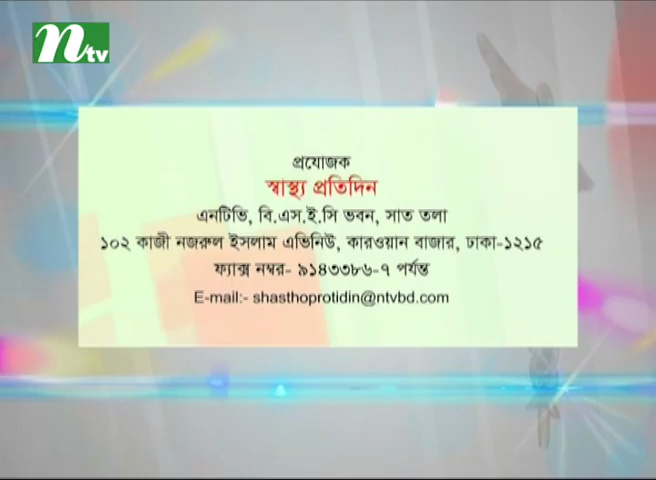 ntv
প্রযোজক
স্বাস্থ্য প্রতিদিন
এনটিভি, বি.এস.ই.সি ভবন, সাত তলা
১০২ কাজী নজরুল ইসলাম এভিনিউ, কারওয়ান বাজার, ঢাকা-১২১৫
ফ্যাক্স নম্বর- ৯১৪৩৩৮৬-৭ পর্যন্ত
E-mail:- shasthoprotidin@ntvbd.com